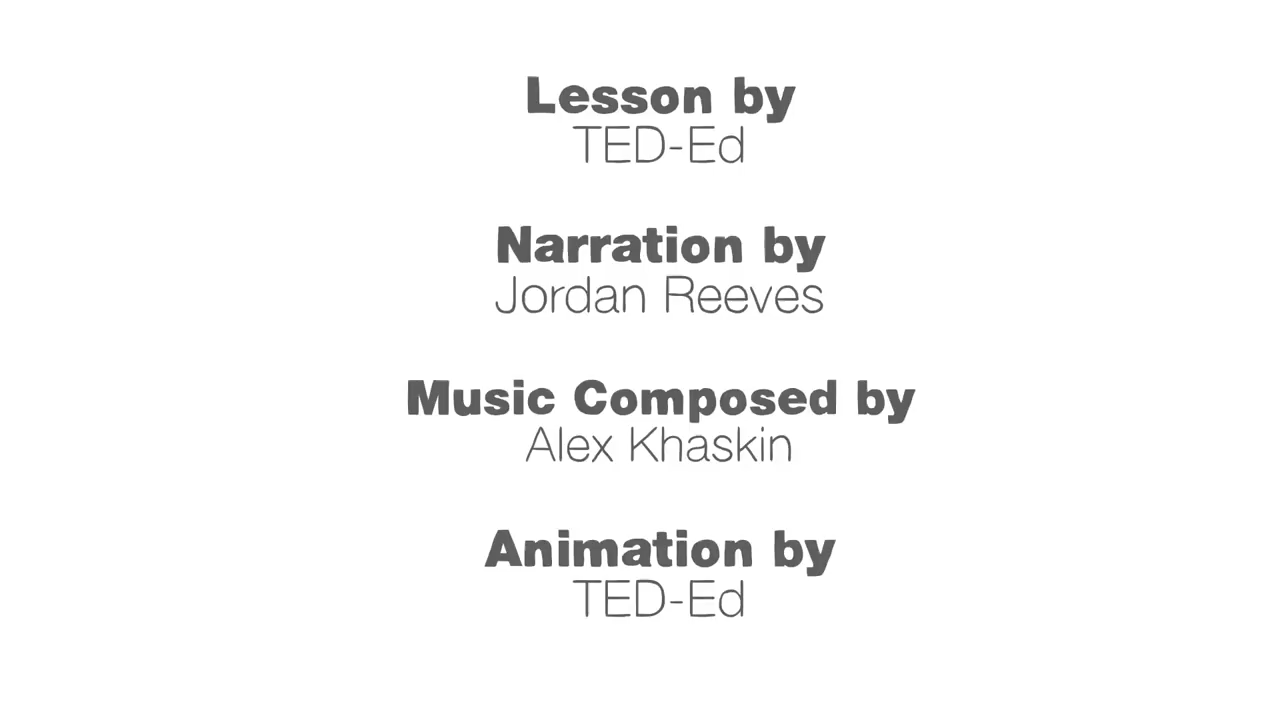 Lesson by
TED-Ed
Narration by
Jordan Reeves
Music Composed by
Alex Khaskin
Animation by
TED-Ed